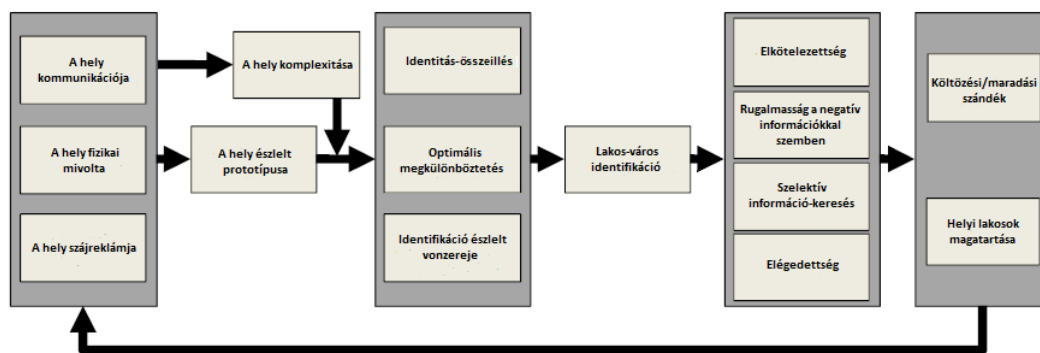 A hely
kommunikációja
A hely fizikai
mivolta
A hely szájreklámja
A hely komplexitása
A hely észlelt
prototípusa
Identitás-összeillés
Optimális
megkülönböztetés
Identifikáció észlelt
vonzereje
Lakos-város
identifikáció
Elkötelezettség
Rugalmasság a negatív
információkkal
szemben
Szelektív
információ-keresés
Elégedettség
Költözési/maradási
szándék
Helyi lakosok
magatartása